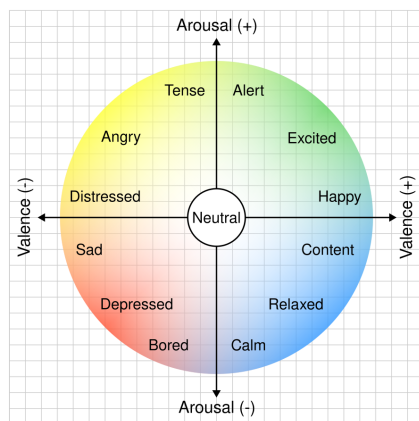 Arousal (+)
Tense
Alert
Angry
Excited
Distressed
Happy
Valence (-)
Neutral
Valence (+)
Sad
Content
Depressed
Relaxed
Bored
Calm
Arousal (-)